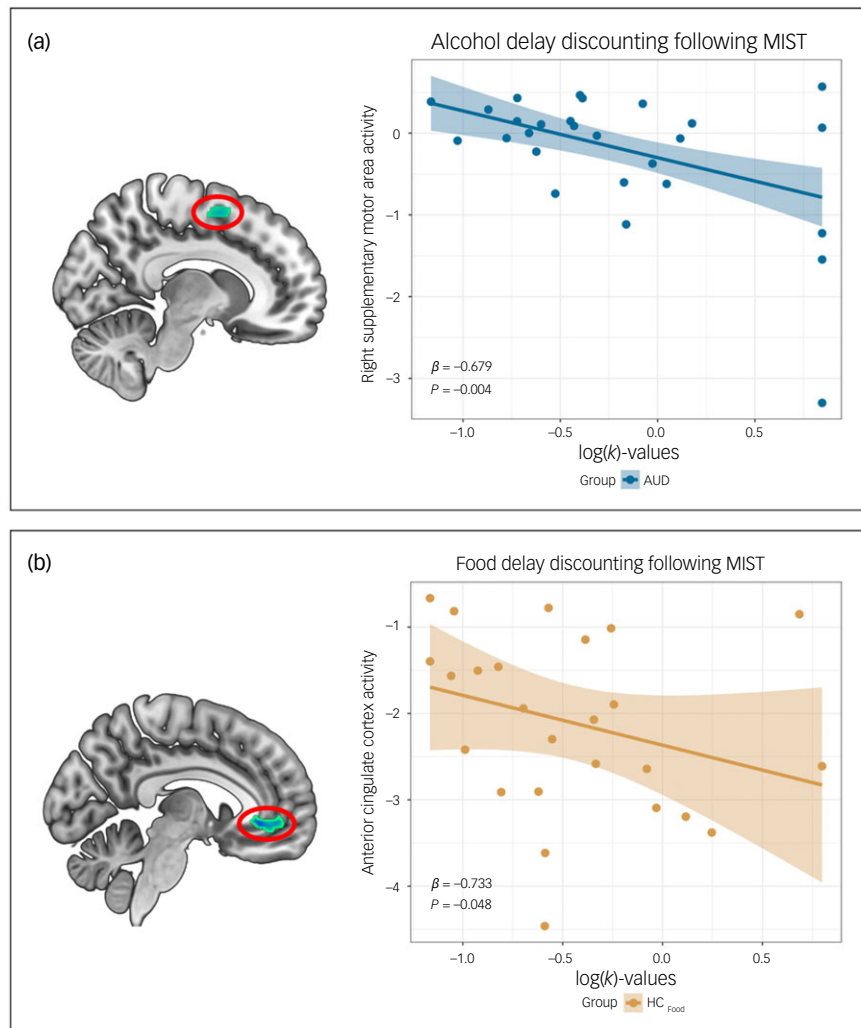 (a)
Alcohol delay discounting following MIST
Right supplementary motor area activity
0
−1
−2
−3
β = −0.679
P = −0.004
−1.0 −0.5 0.0 0.5
log(k)-values
Group AUD
(b)
Food delay discounting following MIST
Anterior cingulate cortex activity
−1
−2
−3
−4
β = −0.733
P = −0.048
−1.0 −0.5 0.0 0.5
log(k)-values
Group HC Food